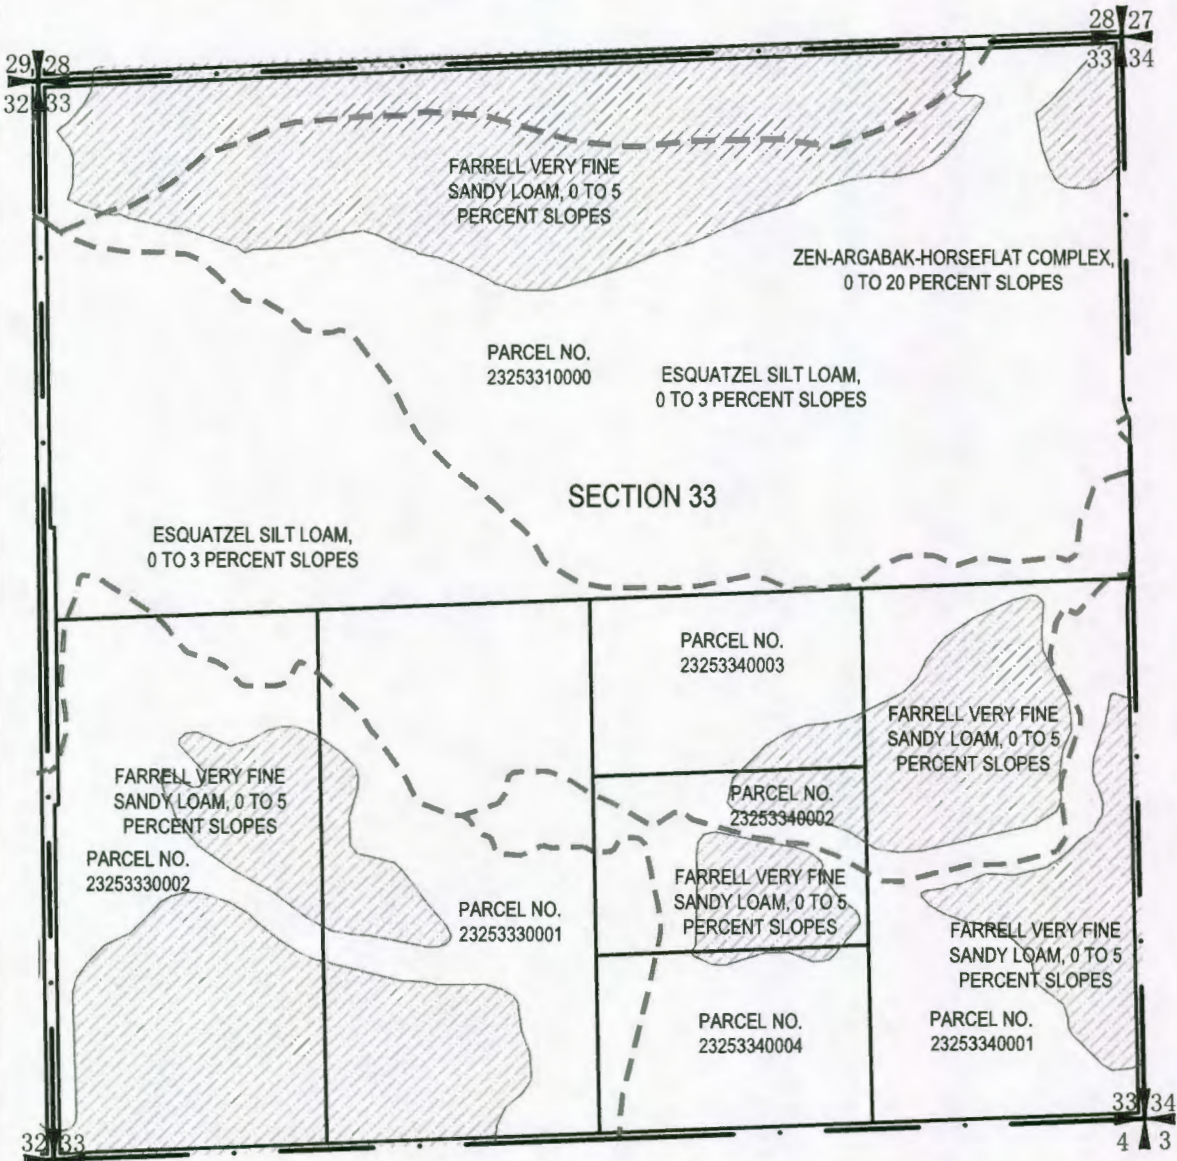 28 27
33 34
29 28
32 33
FARRELL VERY FINE
SANDY LOAM, 0 TO 5
PERCENT SLOPES
ZEN-ARGABAK-HORSEFLAT COMPLEX,
0 TO 20 PERCENT SLOPES
PARCEL NO.
23253310000
ESQUATZEL SILT LOAM,
0 TO 3 PERCENT SLOPES
SECTION 33
ESQUATZEL SILT LOAM,
0 TO 3 PERCENT SLOPES
PARCEL NO.
23253340003
FARRELL VERY FINE
SANDY LOAM, 0 TO 5
PERCENT SLOPES
FARRELL VERY FINE
SANDY LOAM, 0 TO 5
PERCENT SLOPES
PARCEL NO.
23253340002
PARCEL NO.
23253330002
FARRELL VERY FINE
SANDY LOAM, 0 TO 5
PERCENT SLOPES
PARCEL NO.
23253330001
FARRELL VERY FINE
SANDY LOAM, 0 TO 5
PERCENT SLOPES
PARCEL NO.
23253340004
PARCEL NO.
23253340001
33 34
4 3
32 33